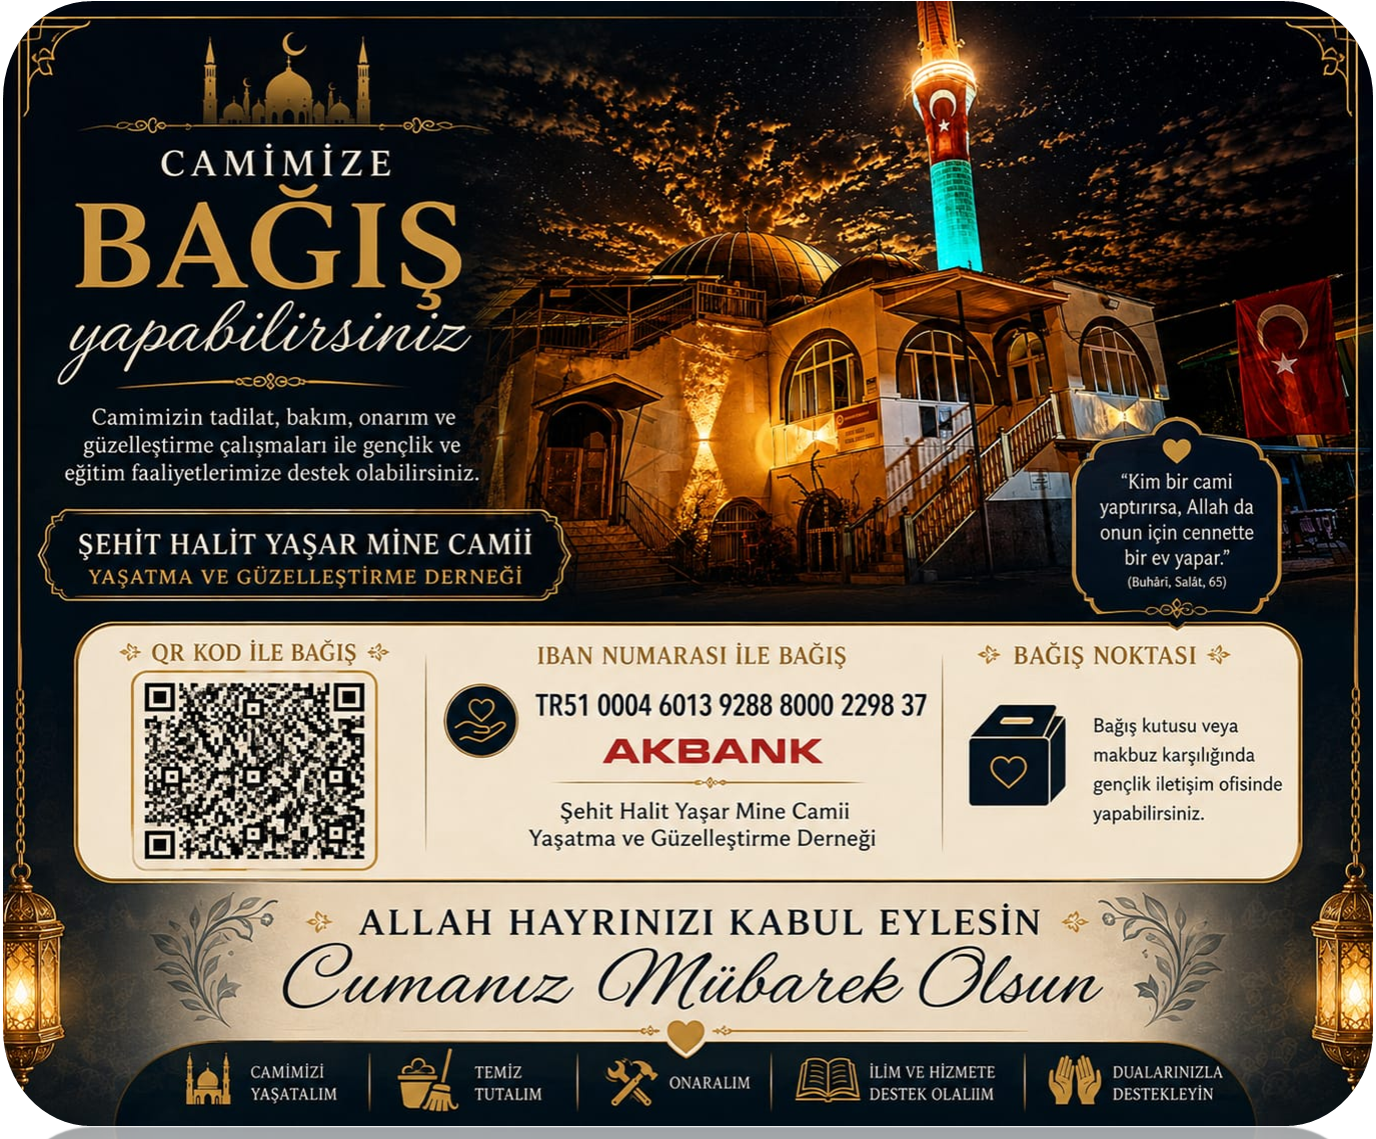 CAMİMİZE
BAĞIŞ
yapabilirsiniz
Camimizin tadilat, bakım, onarım ve
güzelleştirme çalışmaları ile gençlik ve
eğitim faaliyetlerimize destek olabilirsiniz.
ŞEHİT HALİT YAŞAR MİNE CAMİİ
YAŞATMA VE GÜZELLEŞTİRME DERNEĞİ
“Kim bir cami
yaptırırsa, Allah da
onun için cennette
bir ev yapar.”
(Buhâri, Salât, 65)
QR KOD İLE BAĞIŞ
IBAN NUMARASI İLE BAĞIŞ
TR51 0004 6013 9288 8000 2298 37
AKBANK
Şehit Halit Yaşar Mine Camii
Yaşatma ve Güzelleştirme Derneği
BAĞIŞ NOKTASI
Bağış kutusu veya
makbuz karşılığında
gençlik iletişim ofisinde
yapabilirsiniz.
ALLAH HAYRINIZI KABUL EYLESİN
Cumanız Mübarek Olsun
CAMİMİZİ
YAŞATALIM
TEMİZ
TUTALIM
ONARALIM
İLİM VE HİZMETE
DESTEK OLALIIM
DUALARINIZLA
DESTEKLEYİN